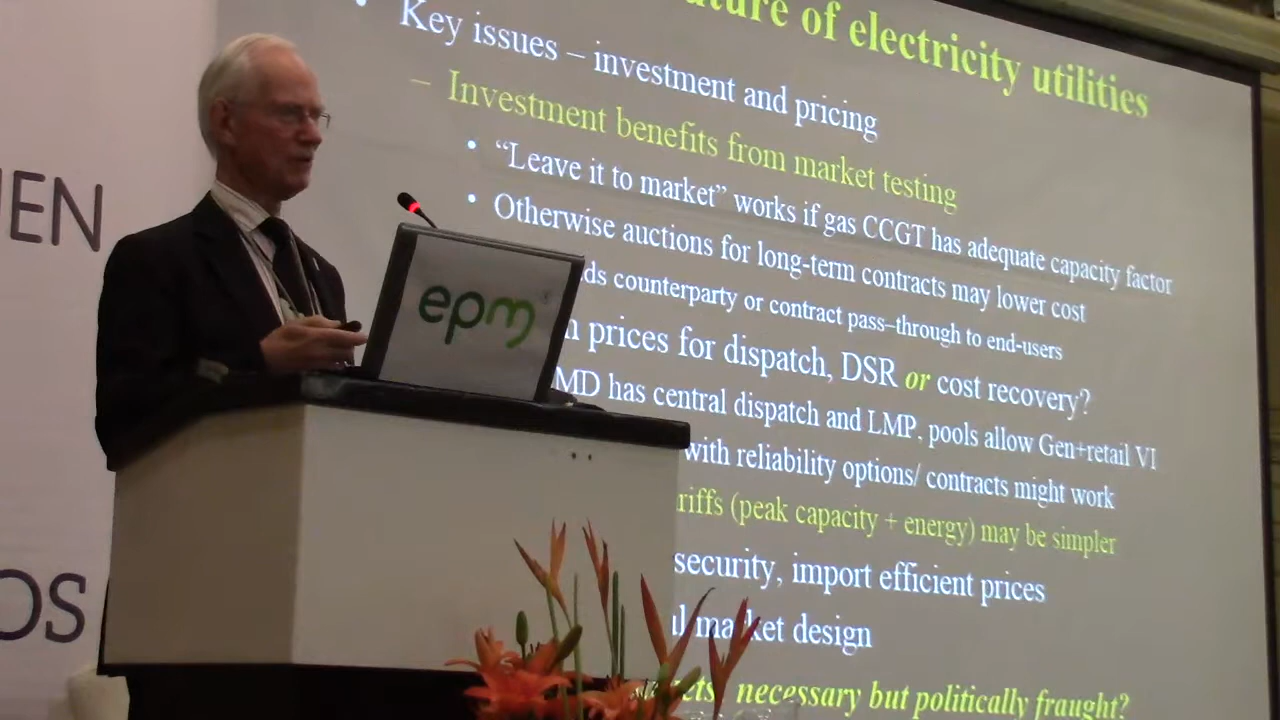 of electricity utilities
Key issues – investment and pricing
– Investment benefits from market testing
• “Leave it to market” works if gas CCGT has adequate capacity factor
• Otherwise auctions for long-term contracts may lower cost
counterparty or contract pass–through to end-users
prices for dispatch, DSR or cost recovery?
MD has central dispatch and LMP, pools allow Gen+retail VI
with reliability options/ contracts might work
(peak capacity + energy) may be simpler
security, import efficient prices
market design
necessary but politically fraught?
epm
EN
OS